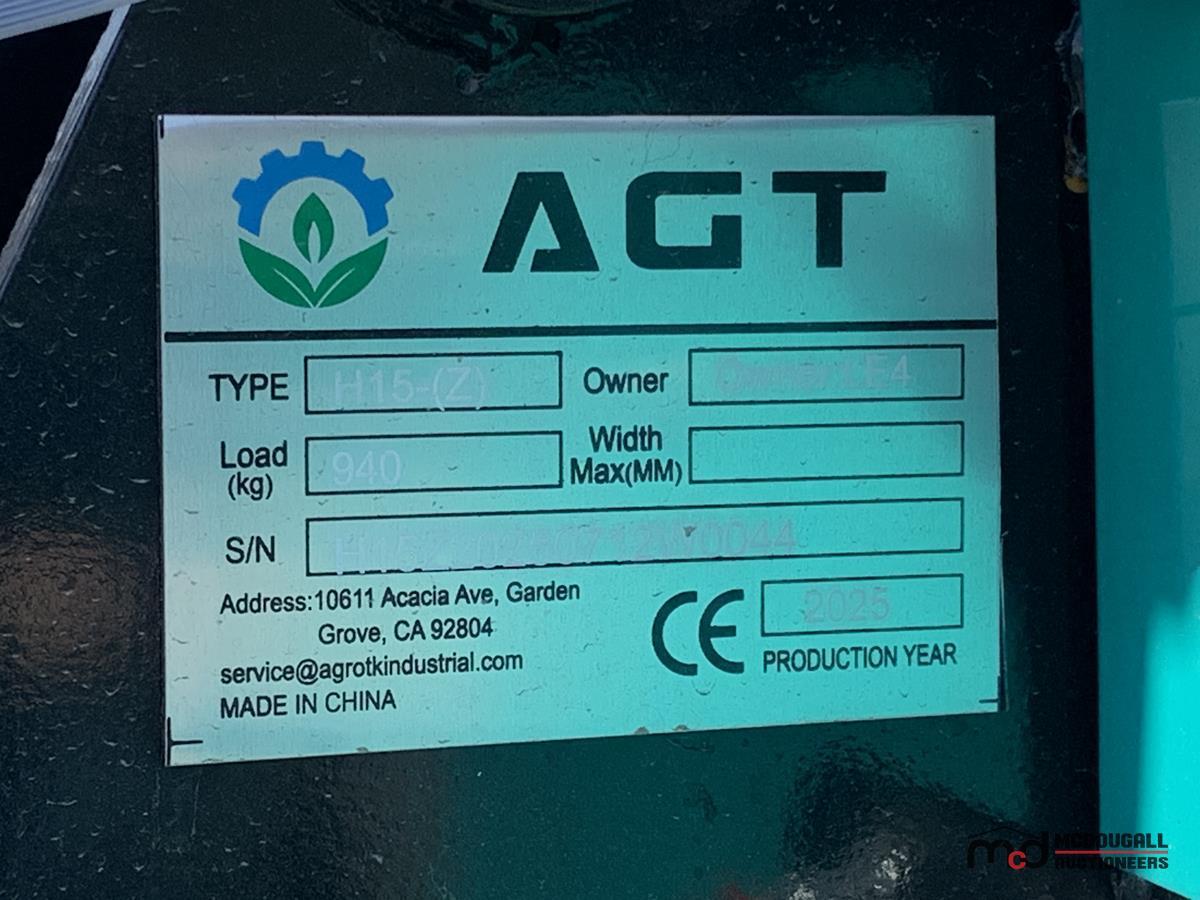 AGT
TYPE H15-(Z) Owner
Load (kg) 940 Width Max(MM)
S/N
Address:10611 Acacia Ave, Garden
Grove, CA 92804
service@agrotkindustrial.com
MADE IN CHINA
CE 2025
PRODUCTION YEAR
mcd MCDOUGALL
AUCTIONEERS